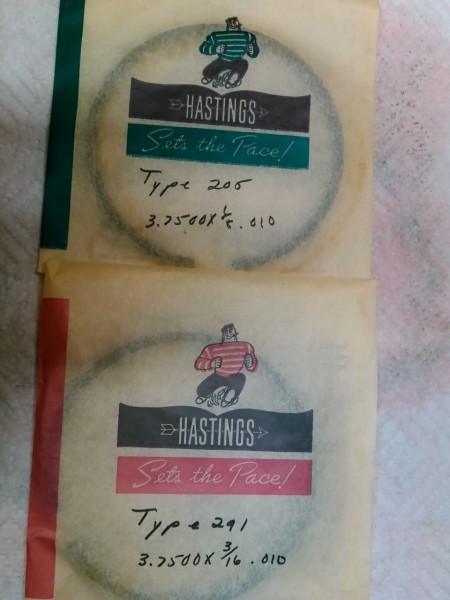 HASTINGS
Sets the Pace!
Type 200
3.7500 X 1/8 .010
HASTINGS
Sets the Pace!
Type 291
3.7500 X 3/16 .010